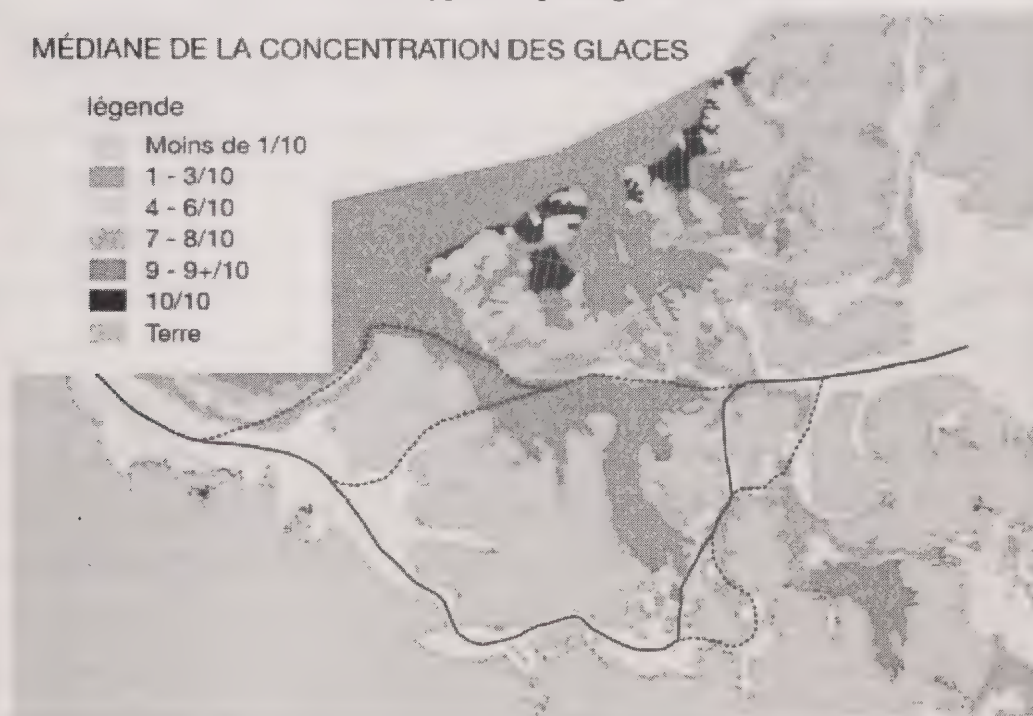 MÉDIANE DE LA CONCENTRATION DES GLACES
légende
Moins de 1/10
1 - 3/10
4 - 6/10
7 - 8/10
9 - 9+/10
10/10
Terre